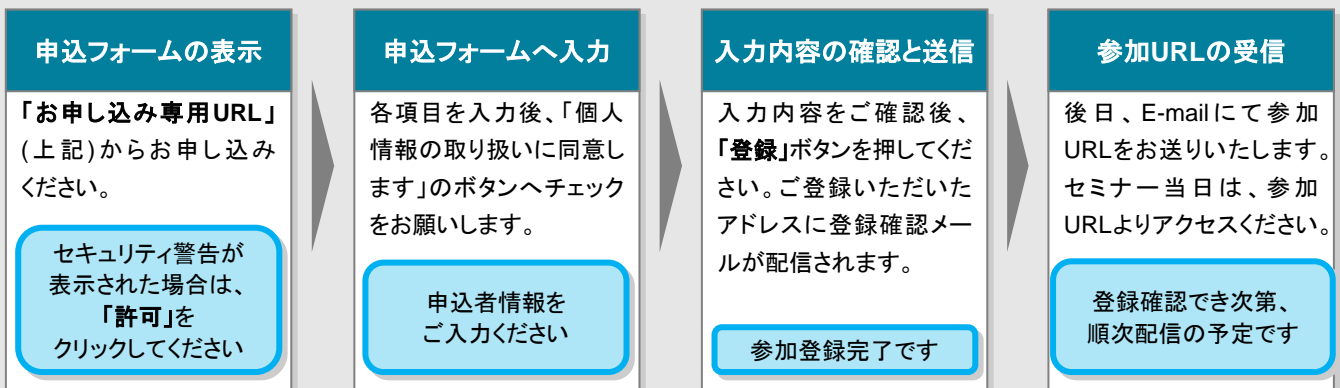 申込フォームの表示
「お申し込み専用URL」
(上記)からお申し込み
ください。
セキュリティ警告が
表示された場合は、
「許可」を
クリックしてください
申込フォームへ入力
各項目を入力後、「個人
情報の取り扱いに同意し
ます」のボタンへチェック
をお願いします。
申込者情報を
ご入力ください
入力内容の確認と送信
入力内容をご確認後、
「登録」ボタンを押してくだ
さい。ご登録いただいた
アドレスに登録確認メー
ルが配信されます。
参加登録完了です
参加URLの受信
後日、E-mailにて参加
URLをお送りいたします。
セミナー当日は、参加
URLよりアクセスください。
登録確認でき次第、
順次配信の予定です